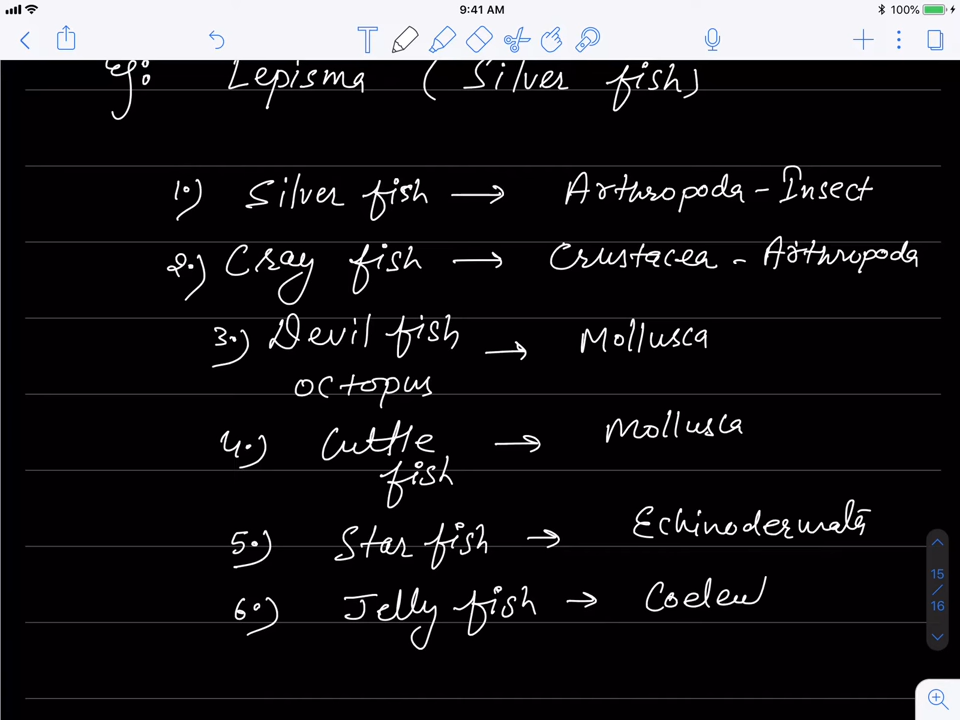 9:41 AM
100%
Eg: Lepisma (Silver fish)
1.) Silver fish → Arthropoda - Insect
2.) Cray fish → Crustacea - Arthropoda
3.) Devil fish → Mollusca
octopus
4.) Cuttle → Mollusca
fish
5.) Star fish → Echinodermata
6.) Jelly fish →
15
/
16